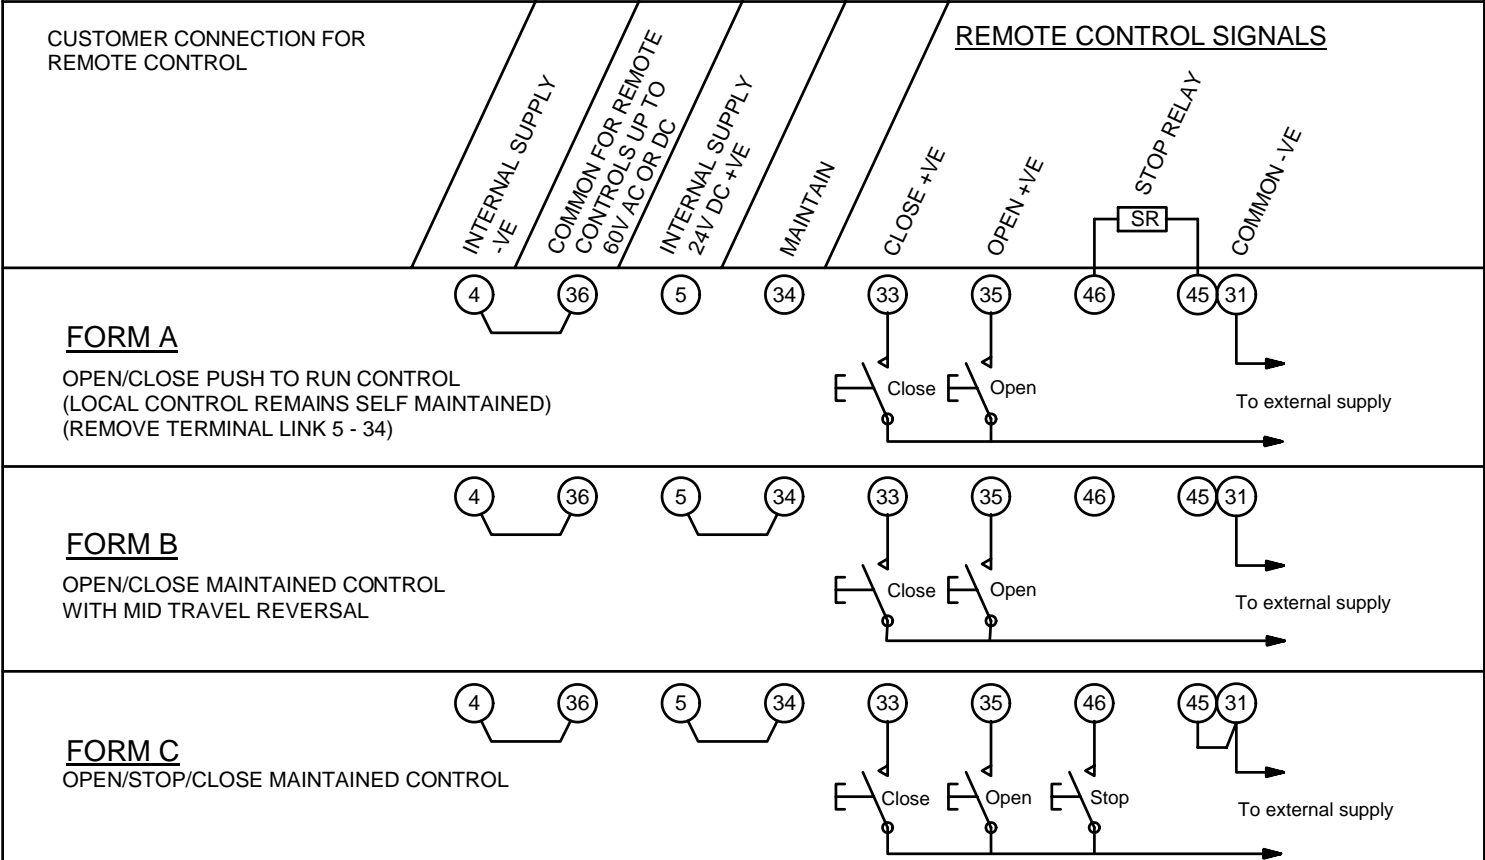 CUSTOMER CONNECTION FOR
REMOTE CONTROL
REMOTE CONTROL SIGNALS
INTERNAL SUPPLY
-VE
COMMON FOR REMOTE
CONTROLS UP TO
60V AC OR DC
INTERNAL SUPPLY
24V DC +VE
MAINTAIN
CLOSE +VE
OPEN +VE
STOP RELAY
SR
COMMON -VE
4 36 5 34 33 35 46 45 31
FORM A
OPEN/CLOSE PUSH TO RUN CONTROL
(LOCAL CONTROL REMAINS SELF MAINTAINED)
(REMOVE TERMINAL LINK 5 - 34)
Close Open
To external supply
4 36 5 34 33 35 46 45 31
FORM B
OPEN/CLOSE MAINTAINED CONTROL
WITH MID TRAVEL REVERSAL
Close Open
To external supply
4 36 5 34 33 35 46 45 31
FORM C
OPEN/STOP/CLOSE MAINTAINED CONTROL
Close Open Stop
To external supply